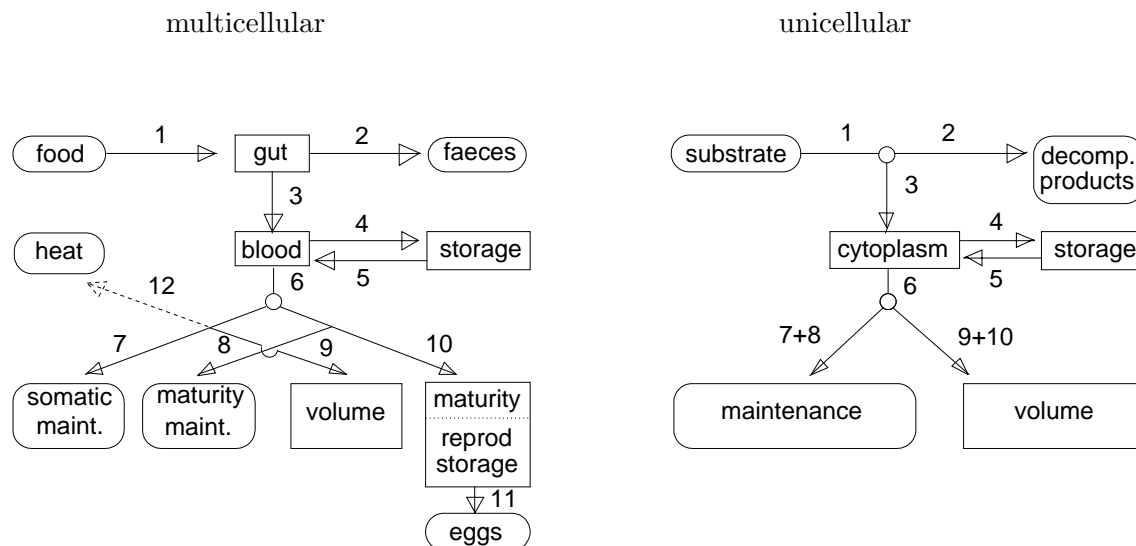 multicellular
unicellular
1
2
food
gut
faeces
3
4
heat
blood
storage
5
6
12
7
8
9
10
somatic
maint.
maturity
maint.
volume
maturity
reprod
storage
11
eggs
1
2
substrate
decomp.
products
3
4
cytoplasm
storage
5
6
7+8
9+10
maintenance
volume